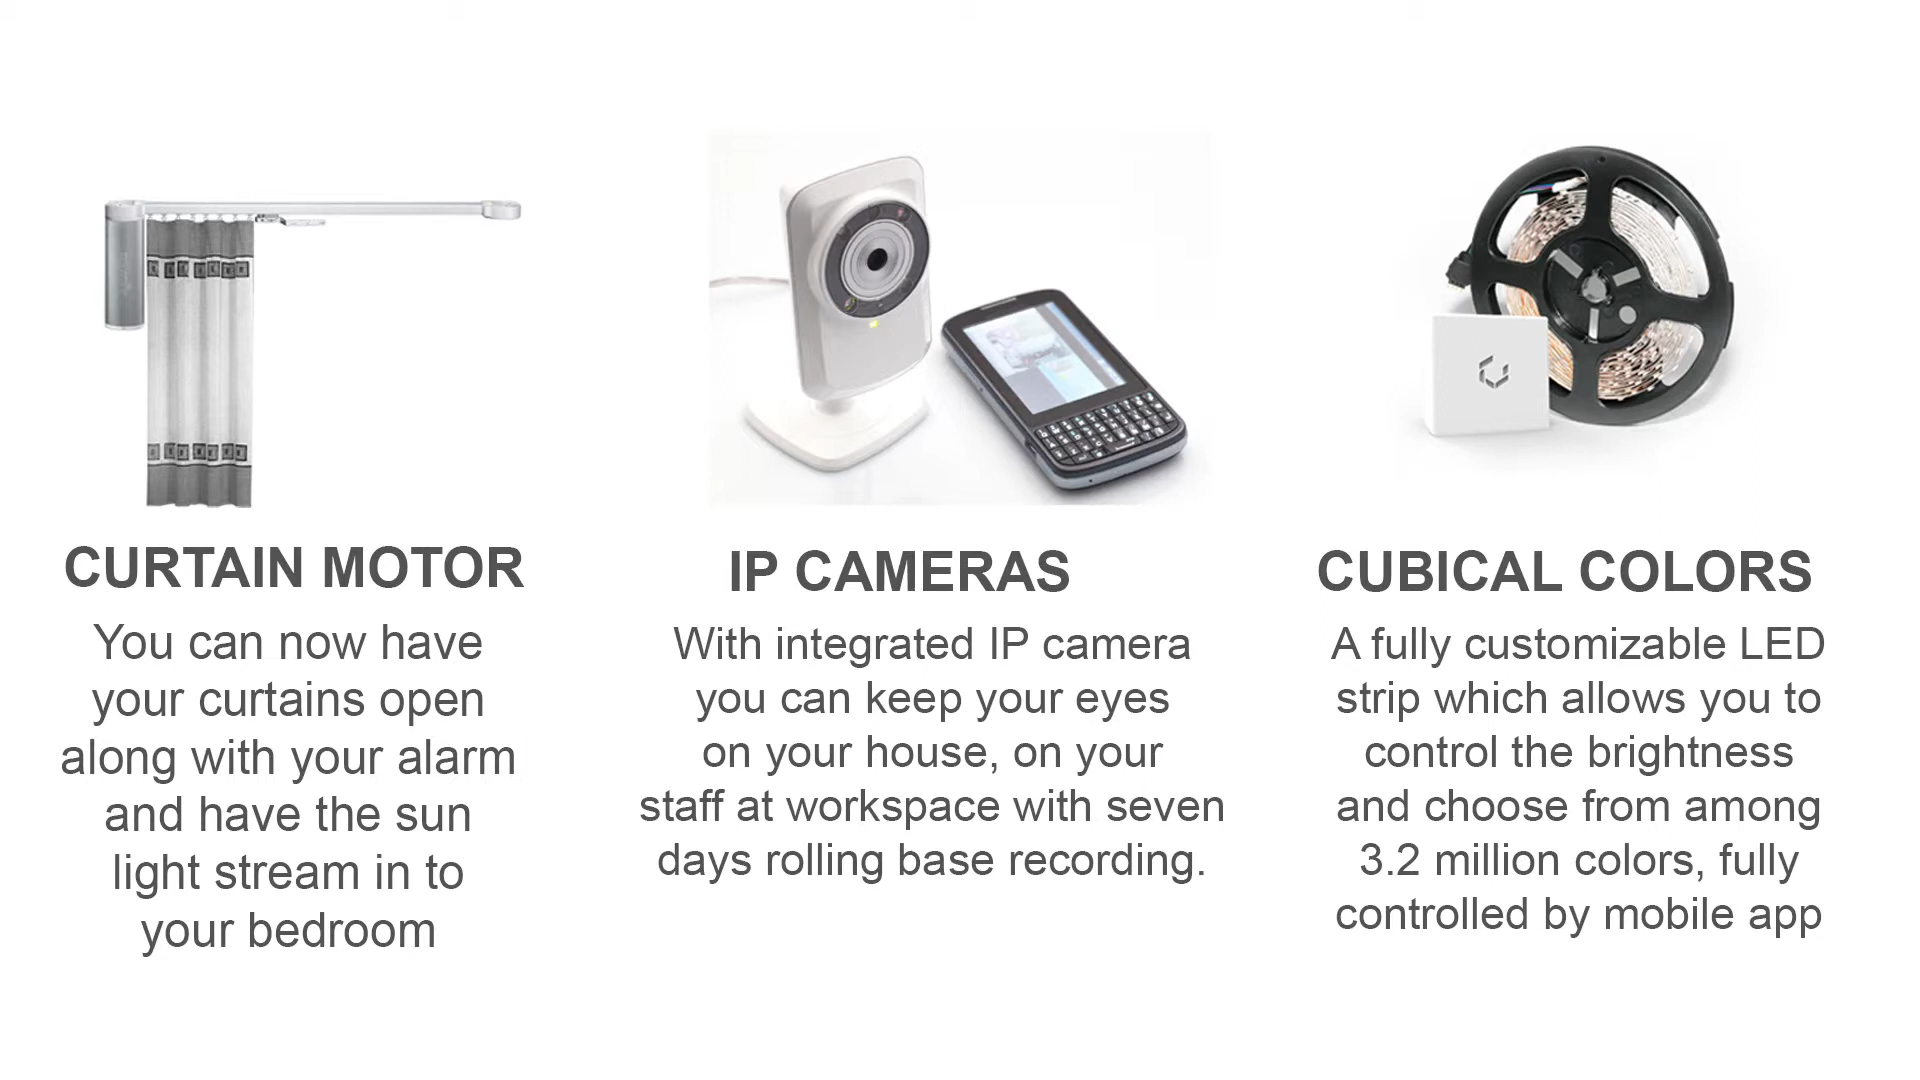 CURTAIN MOTOR
You can now have
your curtains open
along with your alarm
and have the sun
light stream in to
your bedroom
IP CAMERAS
With integrated IP camera
you can keep your eyes
on your house, on your
staff at workspace with seven
days rolling base recording.
CUBICAL COLORS
A fully customizable LED
strip which allows you to
control the brightness
and choose from among
3.2 million colors, fully
controlled by mobile app